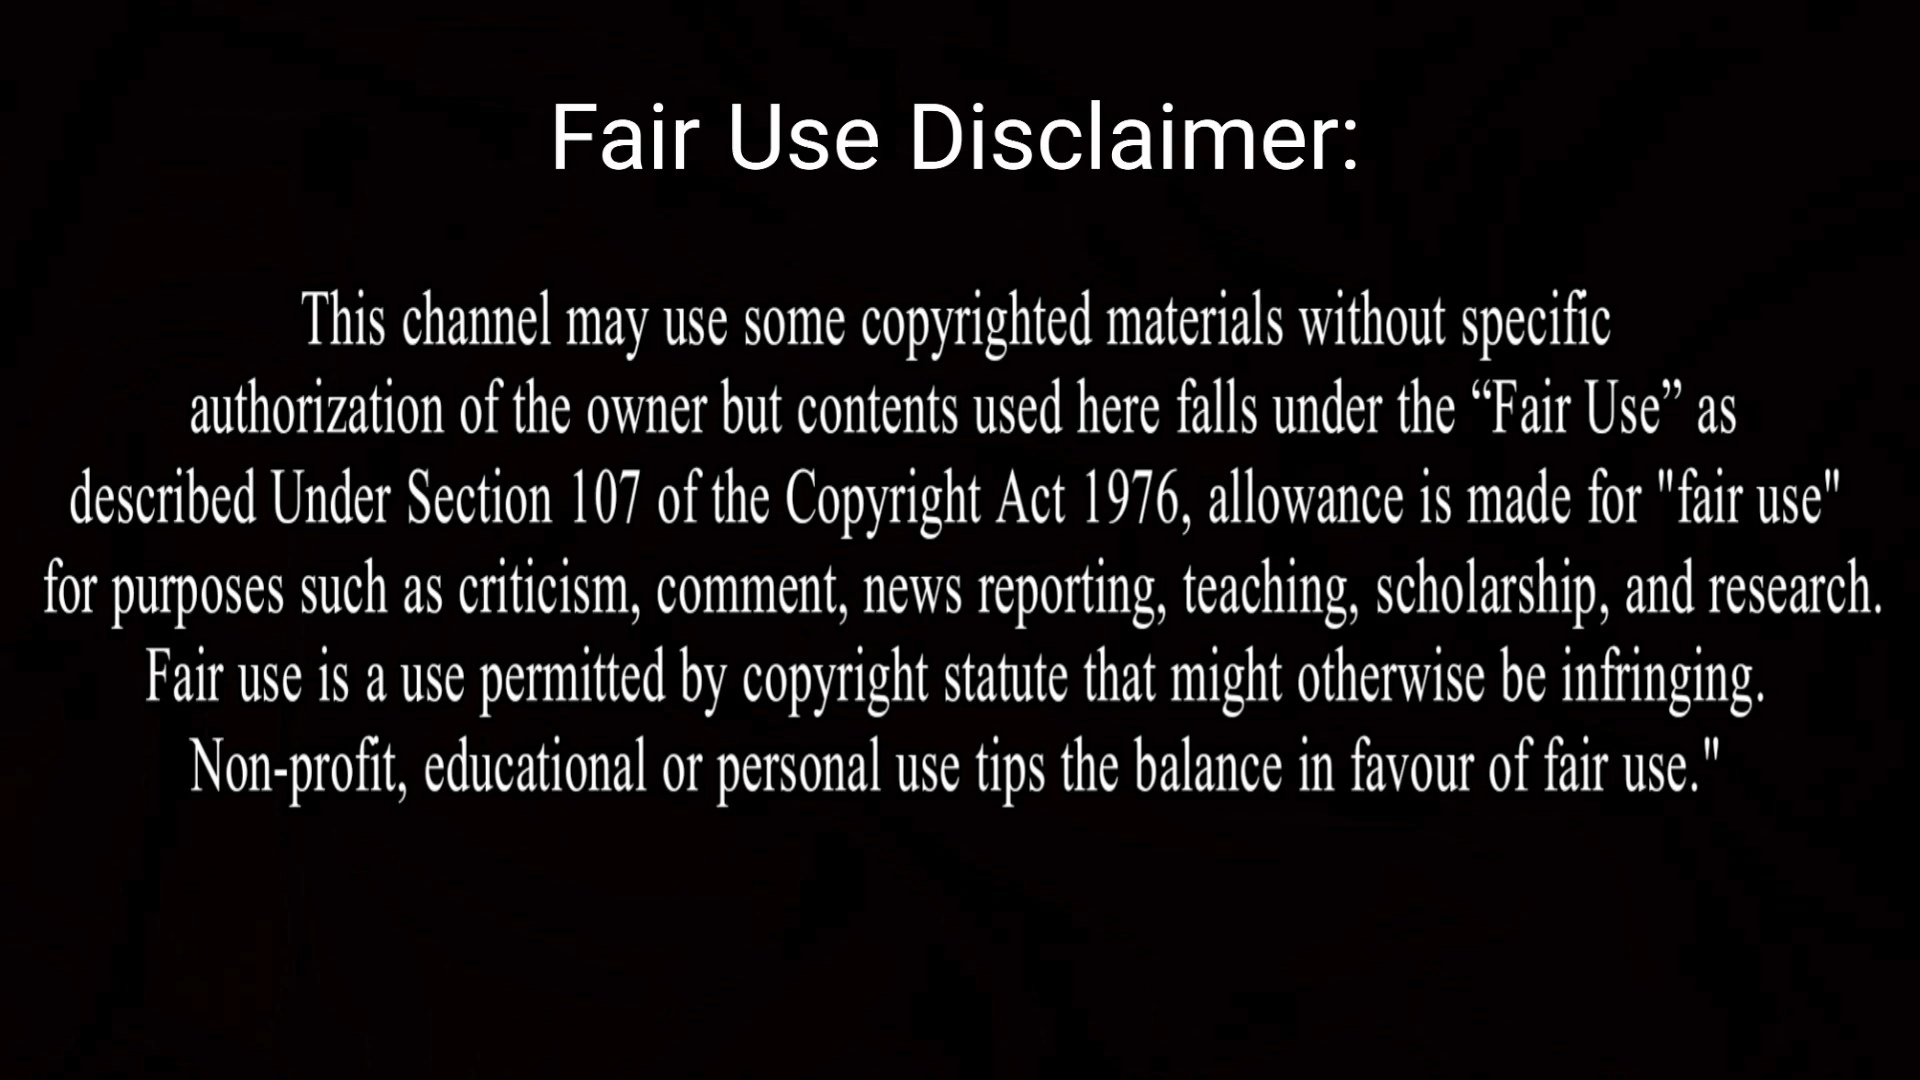 Fair Use Disclaimer:
This channel may use some copyrighted materials without specific
authorization of the owner but contents used here falls under the “Fair Use” as
described Under Section 107 of the Copyright Act 1976, allowance is made for "fair use"
for purposes such as criticism, comment, news reporting, teaching, scholarship, and research.
Fair use is a use permitted by copyright statute that might otherwise be infringing.
Non-profit, educational or personal use tips the balance in favour of fair use."